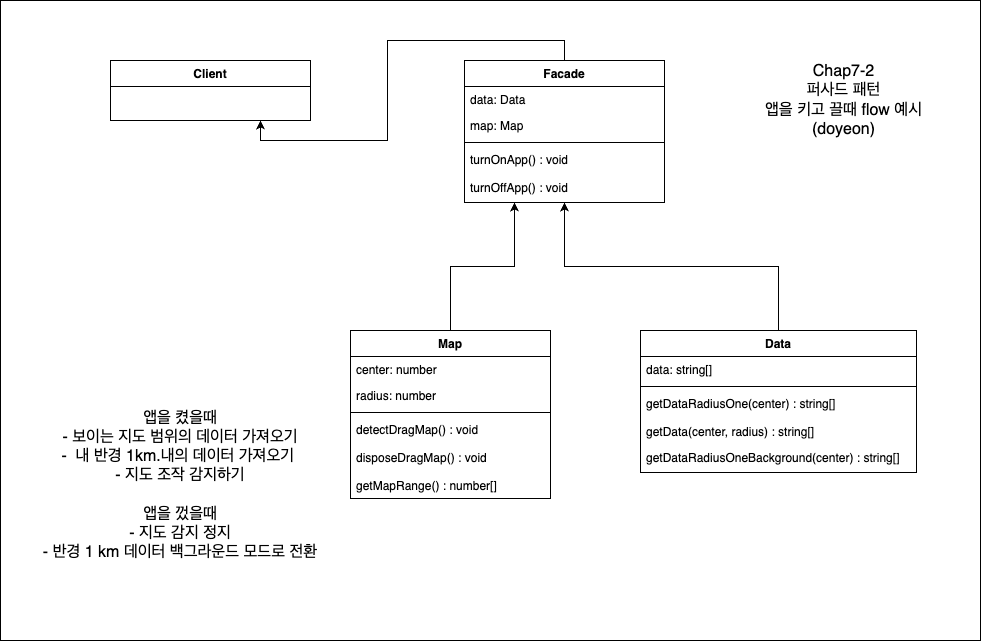 Client
Facade
data: Data
map: Map
turnOnApp() : void
turnOffApp() : void
Chap7-2
퍼사드 패턴
앱을 키고 끌때 flow 예시
(doyeon)
Map
center: number
radius: number
detectDragMap() : void
disposeDragMap() : void
getMapRange() : number[]
Data
data: string[]
getDataRadiusOne(center) : string[]
getData(center, radius) : string[]
getDataRadiusOneBackground(center) : string[]
앱을 켰을때
- 보이는 지도 범위의 데이터 가져오기
- 내 반경 1km.내의 데이터 가져오기
- 지도 조작 감지하기
앱을 껐을때
- 지도 감지 정지
- 반경 1 km 데이터 백그라운드 모드로 전환